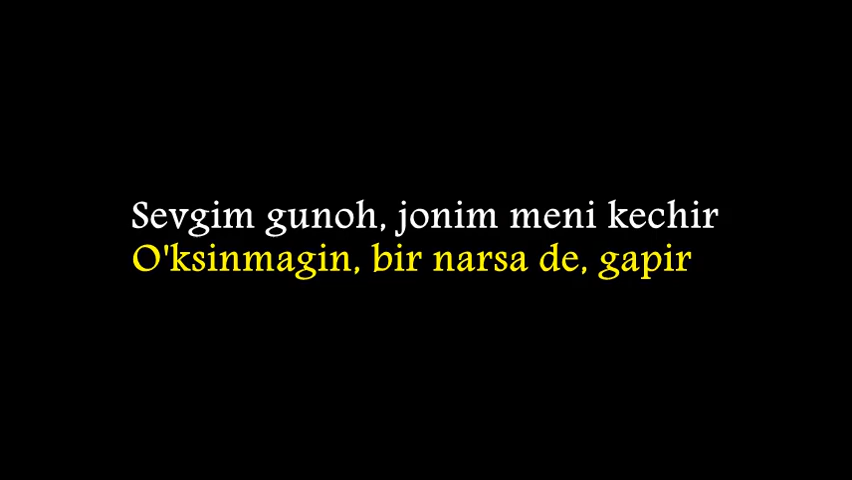 Sevgim gunoh, jonim meni kechir
O'ksinmagin, bir narsa de, gapir